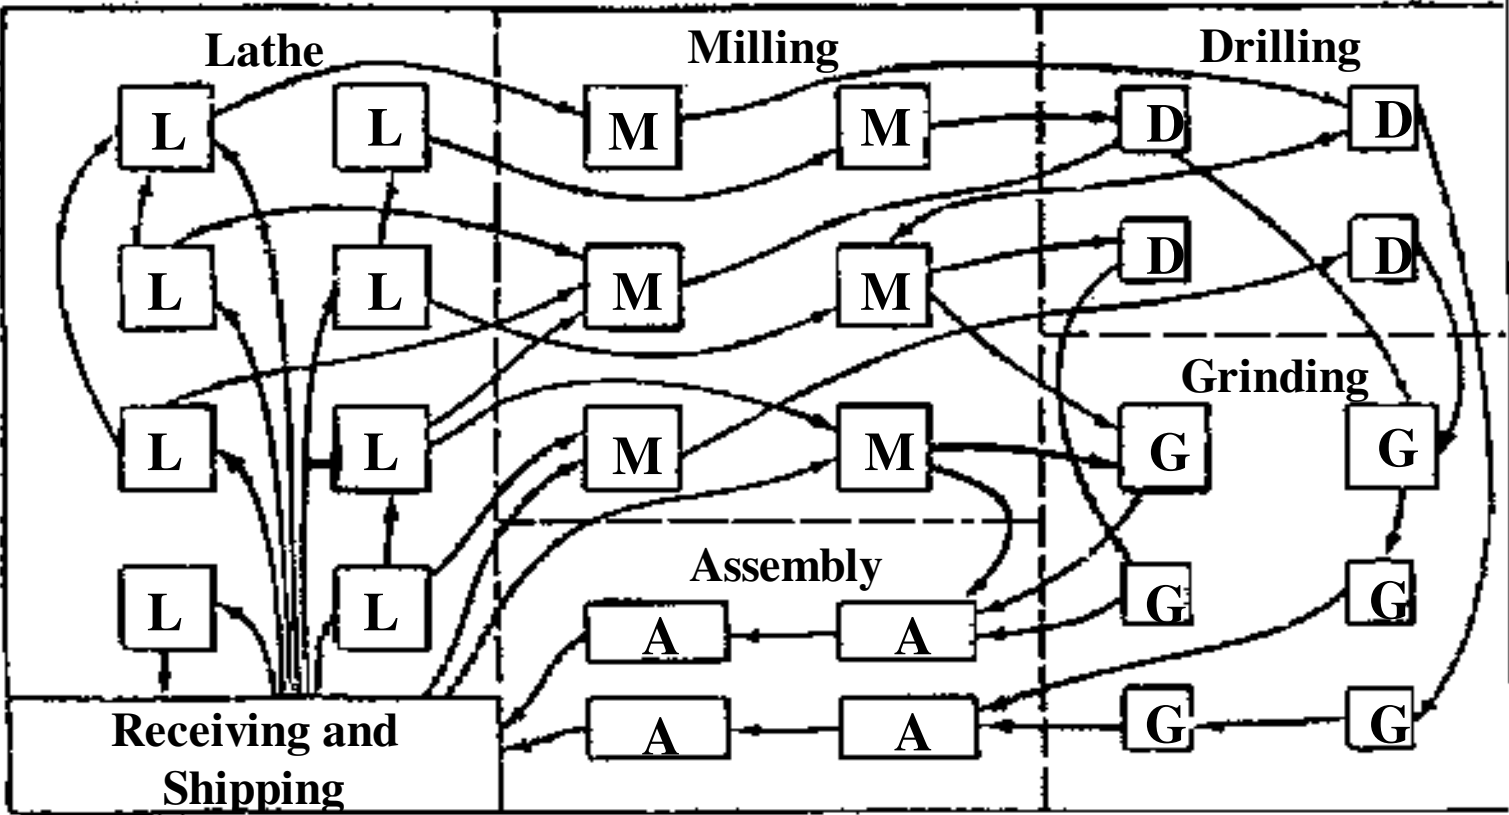 Lathe Milling Drilling
L L M M D D
L L M M D D
Grinding
L L M M G G
Assembly
L L A A G G
A A G G
Receiving and
Shipping